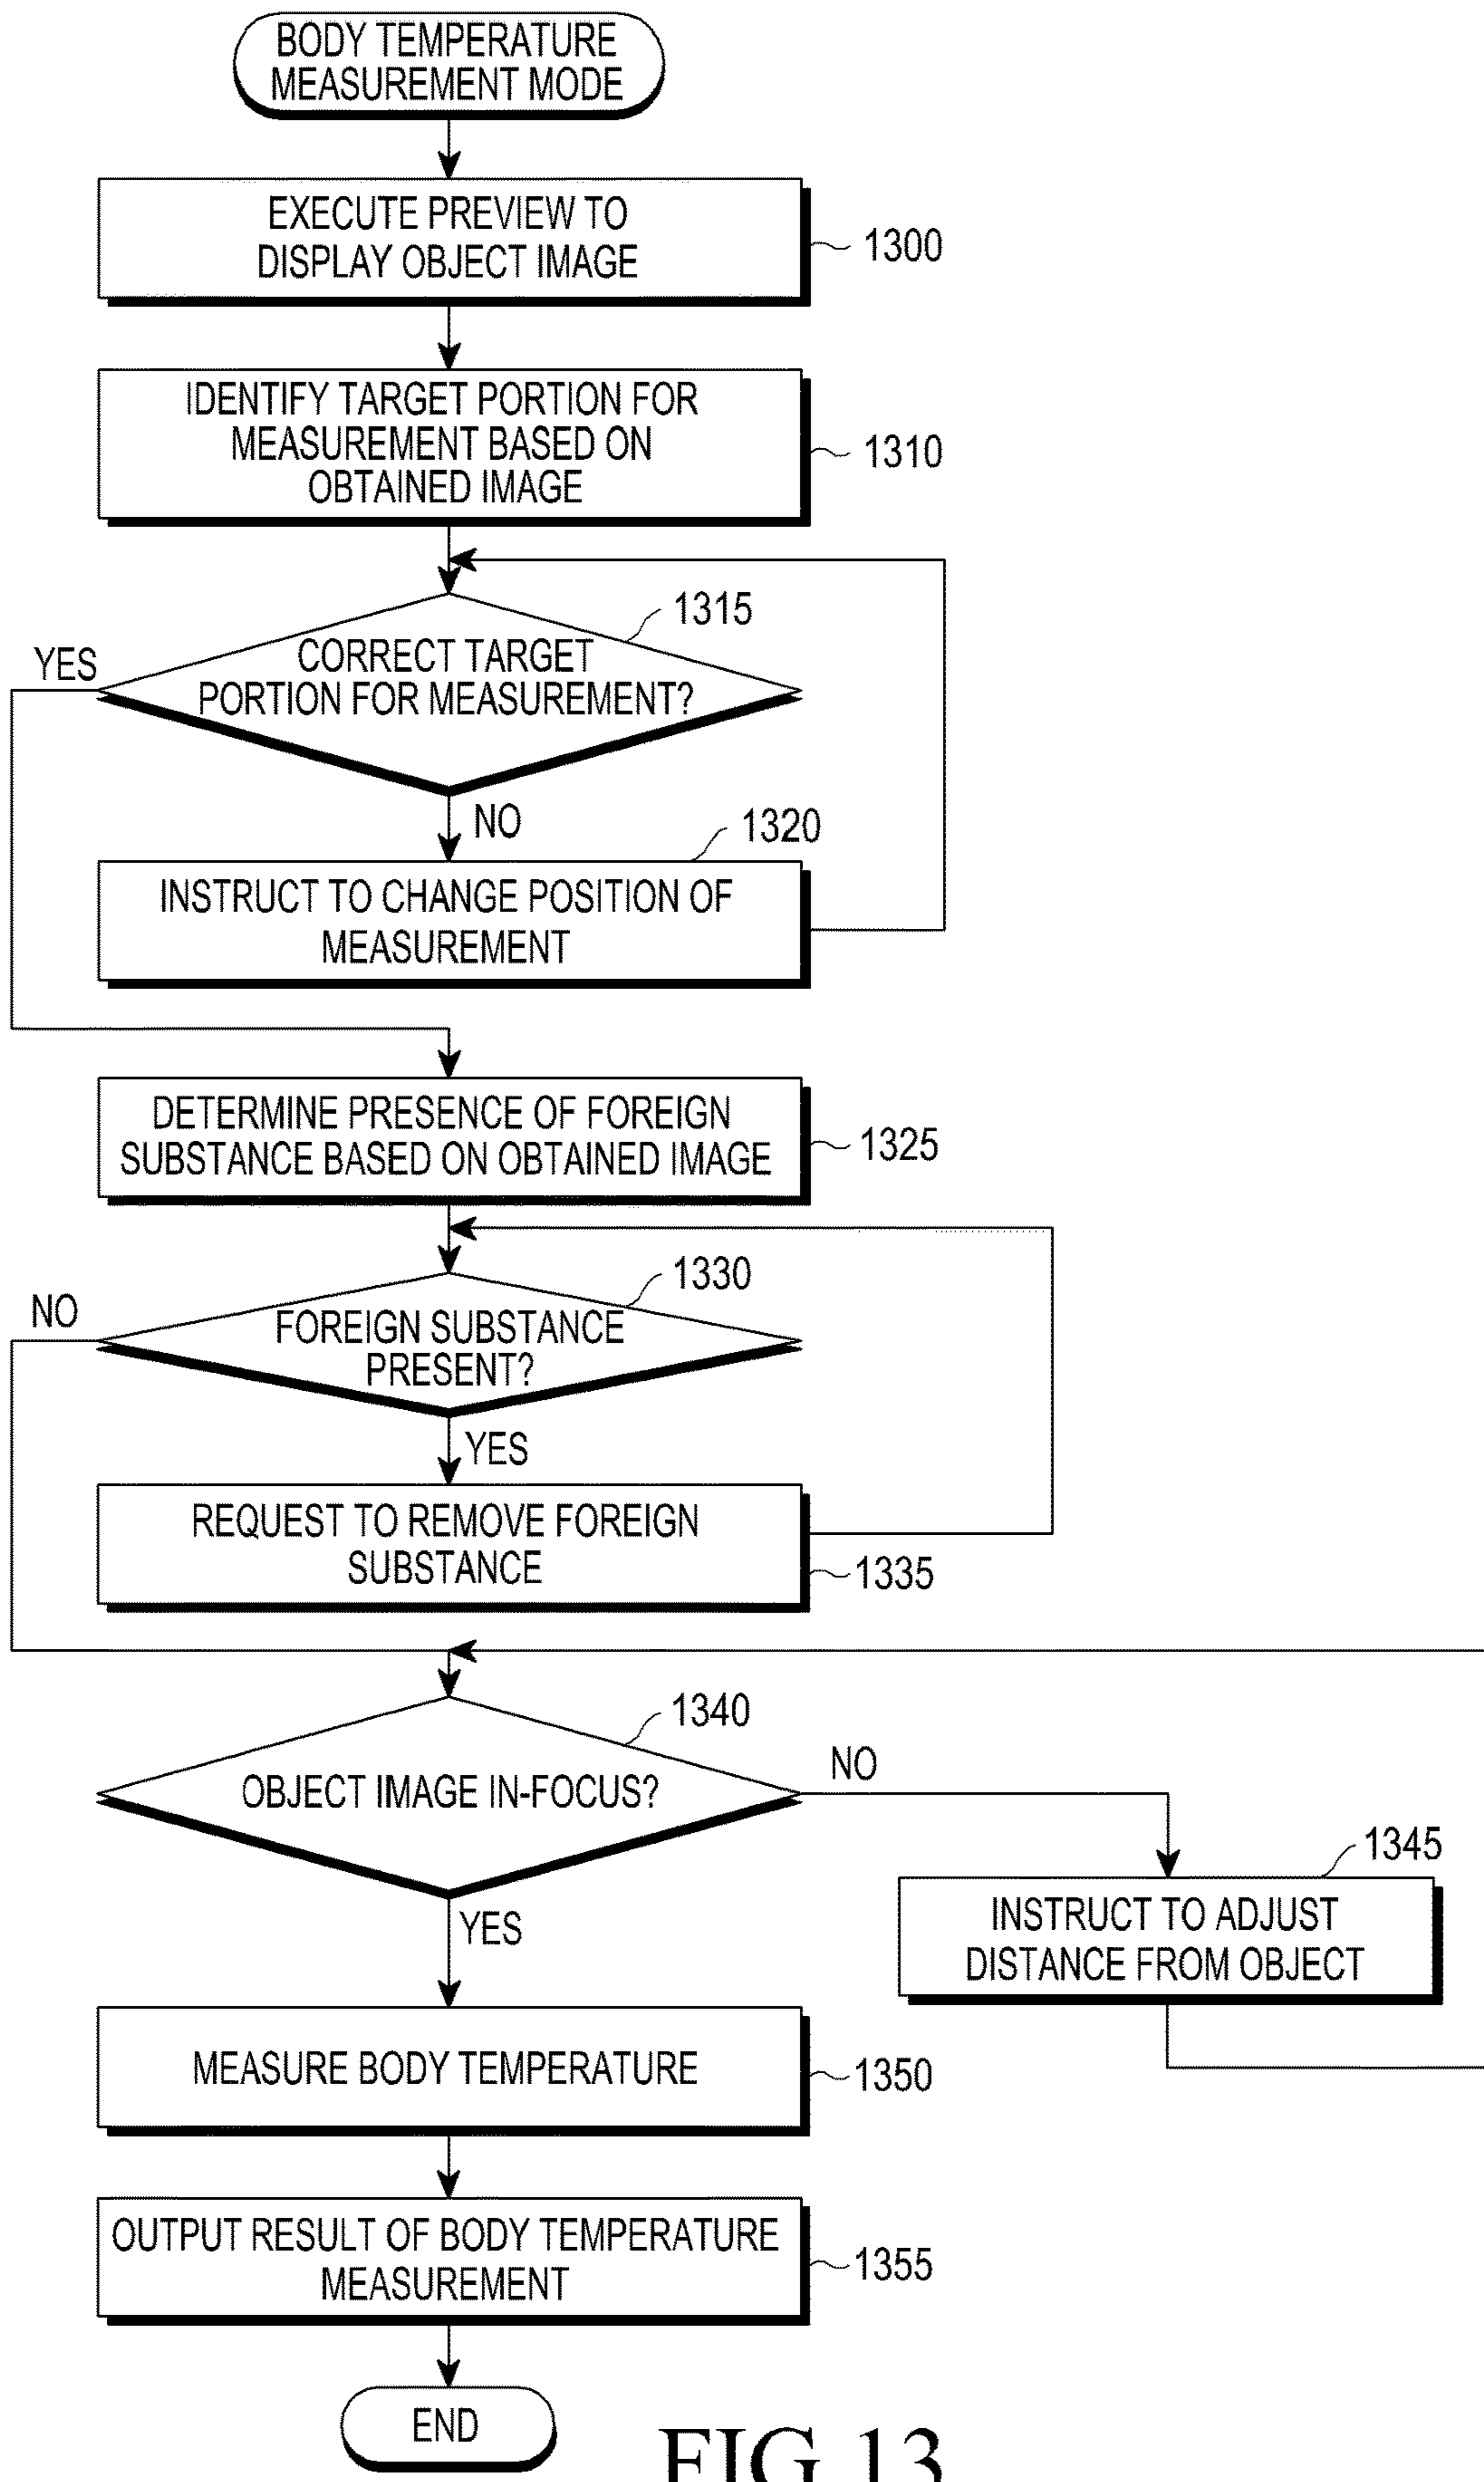 BODY TEMPERATURE
MEASUREMENT MODE
EXECUTE PREVIEW TO
DISPLAY OBJECT IMAGE
1300
IDENTIFY TARGET PORTION FOR
MEASUREMENT BASED ON
OBTAINED IMAGE
1310
1315
YES
CORRECT TARGET
PORTION FOR MEASUREMENT?
NO
1320
INSTRUCT TO CHANGE POSITION OF
MEASUREMENT
DETERMINE PRESENCE OF FOREIGN
SUBSTANCE BASED ON OBTAINED IMAGE
1325
1330
NO
FOREIGN SUBSTANCE
PRESENT?
YES
REQUEST TO REMOVE FOREIGN
SUBSTANCE
1335
1340
NO
OBJECT IMAGE IN-FOCUS?
1345
YES
INSTRUCT TO ADJUST
DISTANCE FROM OBJECT
MEASURE BODY TEMPERATURE
1350
OUTPUT RESULT OF BODY TEMPERATURE
MEASUREMENT
1355
END
FIG.13